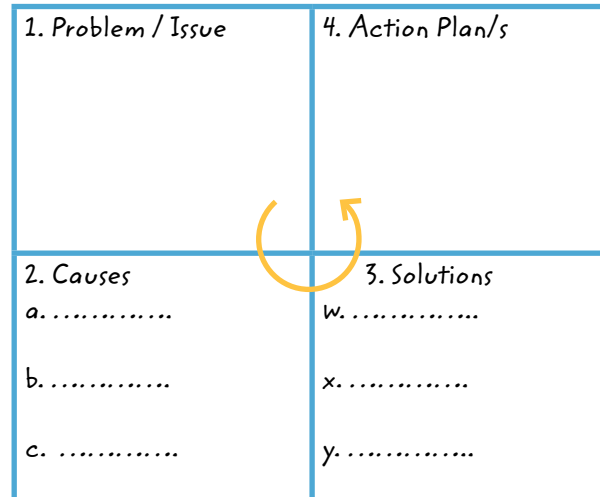 1. Problem / Issue
4. Action Plan/s
2. Causes
a. .............
b. .............
c. .............
3. Solutions
w. ..............
x. .............
y. ..............